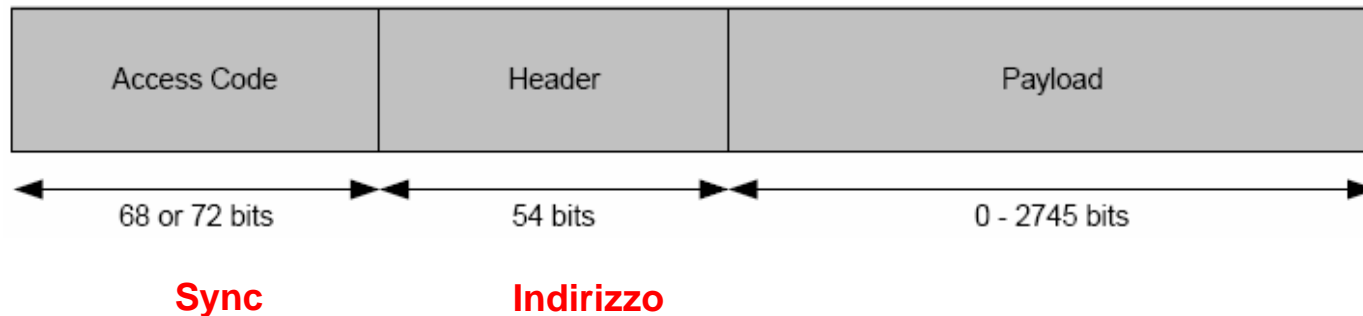 Access Code Header Payload
68 or 72 bits 54 bits 0 - 2745 bits
Sync Indirizzo